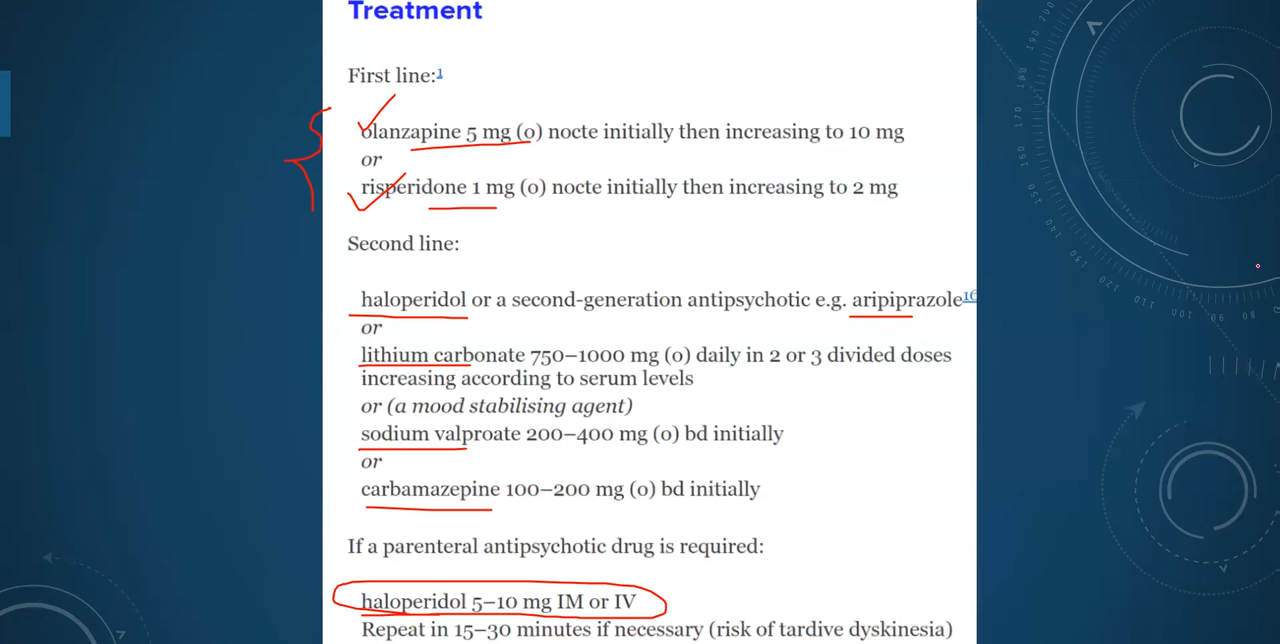 Treatment
First line:1
olanzapine 5 mg (o) nocte initially then increasing to 10 mg
or
risperidone 1 mg (o) nocte initially then increasing to 2 mg
Second line:
haloperidol or a second-generation antipsychotic e.g. aripiprazole16
or
lithium carbonate 750–1000 mg (o) daily in 2 or 3 divided doses
increasing according to serum levels
or (a mood stabilising agent)
sodium valproate 200–400 mg (o) bd initially
or
carbamazepine 100–200 mg (o) bd initially
If a parenteral antipsychotic drug is required:
haloperidol 5–10 mg IM or IV
Repeat in 15–30 minutes if necessary (risk of tardive dyskinesia)